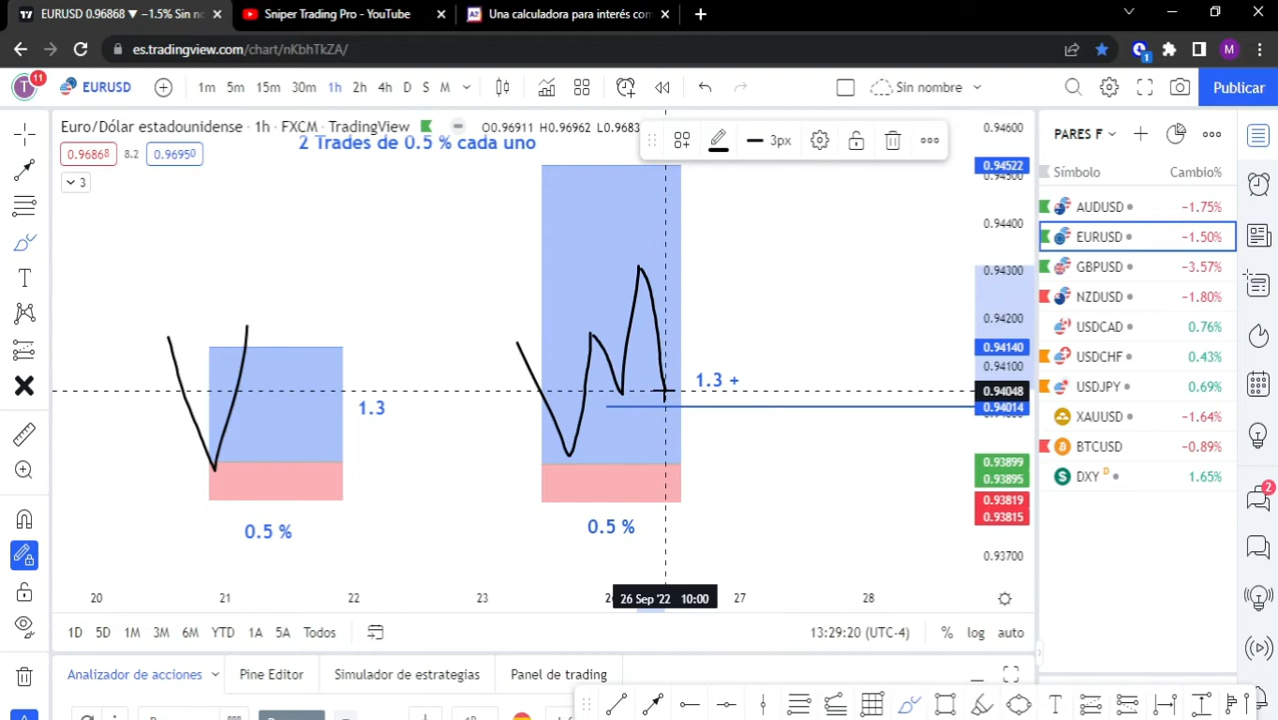 EURUSD 0.96868 ▼ −1.5% Sin no
Sniper Trading Pro - YouTube
Una calculadora para interés com
es.tradingview.com/chart/nKbhTkZA/
M
T 11
EURUSD
1m 5m 15m 30m 1h 2h 4h D S M
Sin nombre
Publicar
Euro/Dólar estadounidense · 1h · FXCM · TradingView
O0.96911 H0.96962 L0.9683
2 Trades de 0.5 % cada uno
0.96868 8.2 0.96950
3
3px
1.3
1.3 +
0.5 %
0.5 %
0.94600
0.94522
0.94500
0.94400
0.94300
0.94200
0.94140
0.94100
0.94048
0.94014
0.93899
0.93895
0.93819
0.93815
0.93700
20 21 22 23 26 Sep '22 10:00 27 28
1D 5D 1M 3M 6M YTD 1A 5A Todos
13:29:20 (UTC-4) % log auto
Analizador de acciones
Pine Editor
Simulador de estrategias
Panel de trading
PARES F
Símbolo Cambio%
AUDUSD −1.75%
EURUSD −1.50%
GBPUSD −3.57%
NZDUSD −1.80%
USDCAD 0.76%
USDCHF 0.43%
USDJPY 0.69%
XAUUSD −1.64%
BTCUSD −0.89%
DXY D 1.65%
2